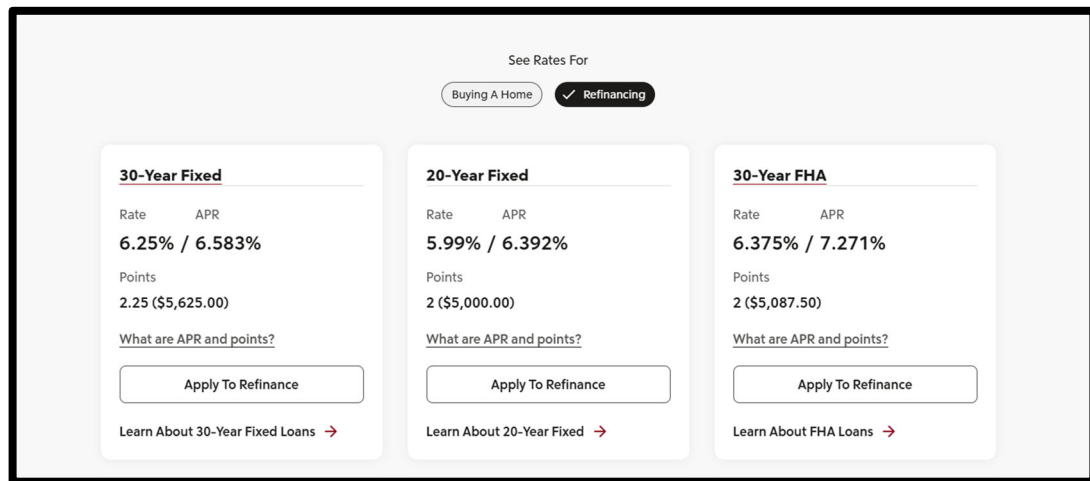 See Rates For
Buying A Home
Refinancing
30-Year Fixed
Rate APR
6.25% / 6.583%
Points
2.25 ($5,625.00)
What are APR and points?
Apply To Refinance
Learn About 30-Year Fixed Loans →
20-Year Fixed
Rate APR
5.99% / 6.392%
Points
2 ($5,000.00)
What are APR and points?
Apply To Refinance
Learn About 20-Year Fixed →
30-Year FHA
Rate APR
6.375% / 7.271%
Points
2 ($5,087.50)
What are APR and points?
Apply To Refinance
Learn About FHA Loans →